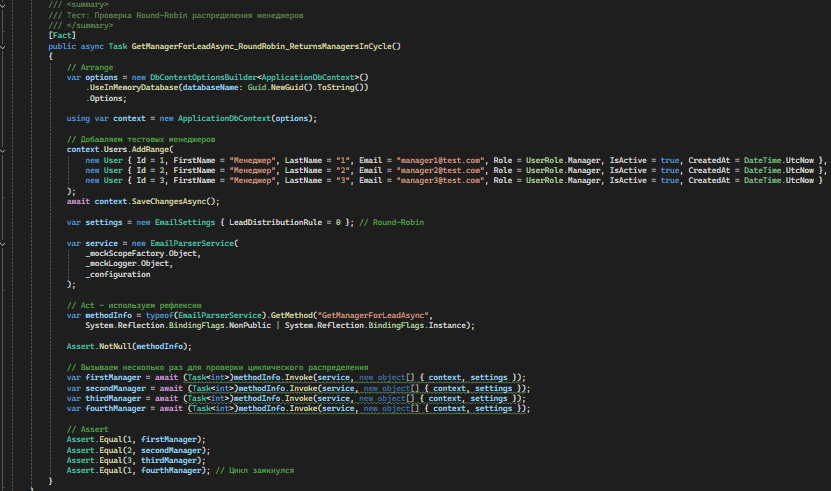 /// <summary>
/// Тест: Проверка Round-Robin распределения менеджеров
/// </summary>
[Fact]
public async Task GetManagerForLeadAsync_RoundRobin_ReturnsManagersInCycle()
{
// Arrange
var options = new DbContextOptionsBuilder<ApplicationDbContext>()
.UseInMemoryDatabase(databaseName: Guid.NewGuid().ToString())
.Options;
using var context = new ApplicationDbContext(options);
// Добавляем тестовых менеджеров
context.Users.AddRange(
new User { Id = 1, FirstName = "Менеджер", LastName = "1", Email = "manager1@test.com", Role = UserRole.Manager, IsActive = true, CreatedAt = DateTime.UtcNow },
new User { Id = 2, FirstName = "Менеджер", LastName = "2", Email = "manager2@test.com", Role = UserRole.Manager, IsActive = true, CreatedAt = DateTime.UtcNow },
new User { Id = 3, FirstName = "Менеджер", LastName = "3", Email = "manager3@test.com", Role = UserRole.Manager, IsActive = true, CreatedAt = DateTime.UtcNow }
);
await context.SaveChangesAsync();
var settings = new EmailSettings { LeadDistributionRule = 0 }; // Round-Robin
var service = new EmailParserService(
_mockScopeFactory.Object,
_mockLogger.Object,
_configuration
);
// Act - используем рефлексию
var methodInfo = typeof(EmailParserService).GetMethod("GetManagerForLeadAsync",
System.Reflection.BindingFlags.NonPublic | System.Reflection.BindingFlags.Instance);
Assert.NotNull(methodInfo);
// Вызываем несколько раз для проверки циклического распределения
var firstManager = await (Task<int>)methodInfo.Invoke(service, new object[] { context, settings });
var secondManager = await (Task<int>)methodInfo.Invoke(service, new object[] { context, settings });
var thirdManager = await (Task<int>)methodInfo.Invoke(service, new object[] { context, settings });
var fourthManager = await (Task<int>)methodInfo.Invoke(service, new object[] { context, settings });
// Assert
Assert.Equal(1, firstManager);
Assert.Equal(2, secondManager);
Assert.Equal(3, thirdManager);
Assert.Equal(1, fourthManager); // Цикл замкнулся
}